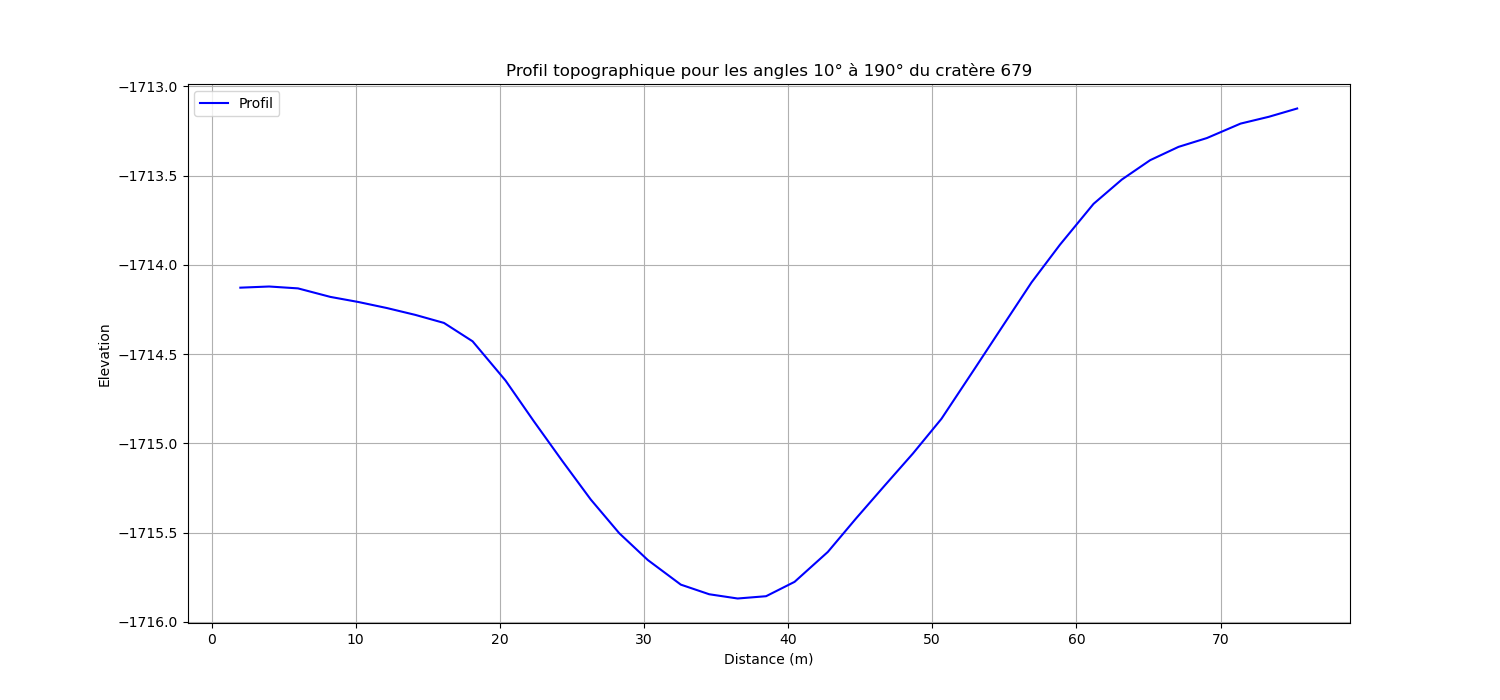 Profil topographique pour les angles 10° à 190° du cratère 679
Profil
−1713.0
−1713.5
−1714.0
−1714.5
−1715.0
−1715.5
−1716.0
Elevation
0 10 20 30 40 50 60 70
Distance (m)